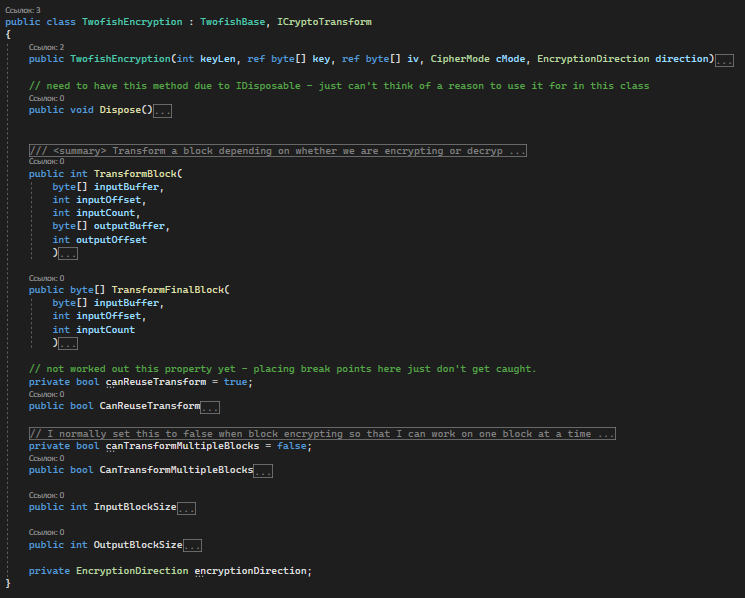 Ссылок: 3
public class TwofishEncryption : TwofishBase, ICryptoTransform
{
Ссылок: 2
public TwofishEncryption(int keyLen, ref byte[] key, ref byte[] iv, CipherMode cMode, EncryptionDirection direction)...
// need to have this method due to IDisposable - just can't think of a reason to use it for in this class
Ссылок: 0
public void Dispose()...
/// <summary> Transform a block depending on whether we are encrypting or decryp ...
Ссылок: 0
public int TransformBlock(
byte[] inputBuffer,
int inputOffset,
int inputCount,
byte[] outputBuffer,
int outputOffset
)...
Ссылок: 0
public byte[] TransformFinalBlock(
byte[] inputBuffer,
int inputOffset,
int inputCount
)...
// not worked out this property yet - placing break points here just don't get caught.
private bool canReuseTransform = true;
Ссылок: 0
public bool CanReuseTransform...
// I normally set this to false when block encrypting so that I can work on one block at a time ...
private bool canTransformMultipleBlocks = false;
Ссылок: 0
public bool CanTransformMultipleBlocks...
Ссылок: 0
public int InputBlockSize...
Ссылок: 0
public int OutputBlockSize...
private EncryptionDirection encryptionDirection;
}